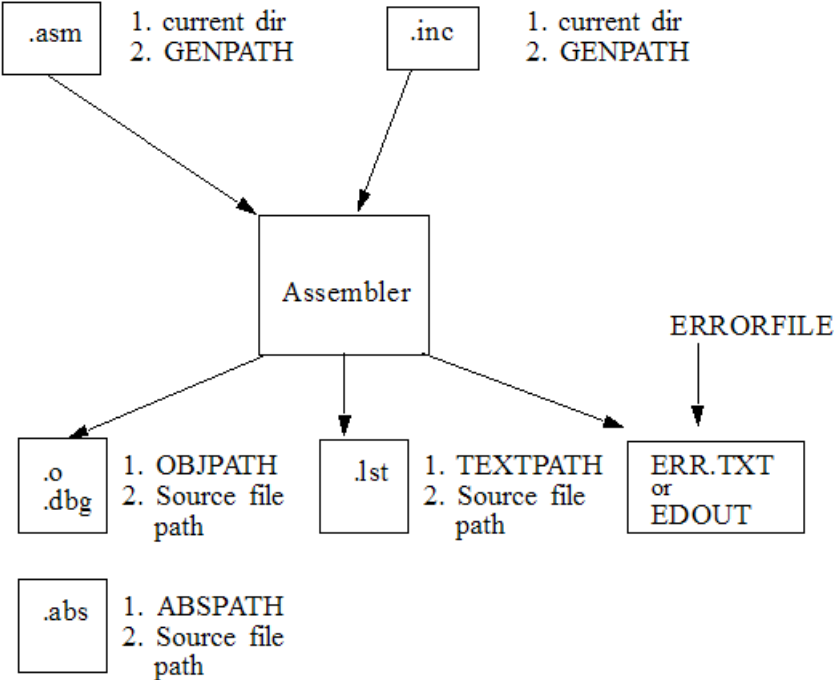 .asm
1. current dir
2. GENPATH
.inc
1. current dir
2. GENPATH
Assembler
ERRORFILE
.o
.dbg
1. OBJPATH
2. Source file
path
.lst
1. TEXTPATH
2. Source file
path
ERR.TXT
or
EDOUT
.abs
1. ABSPATH
2. Source file
path